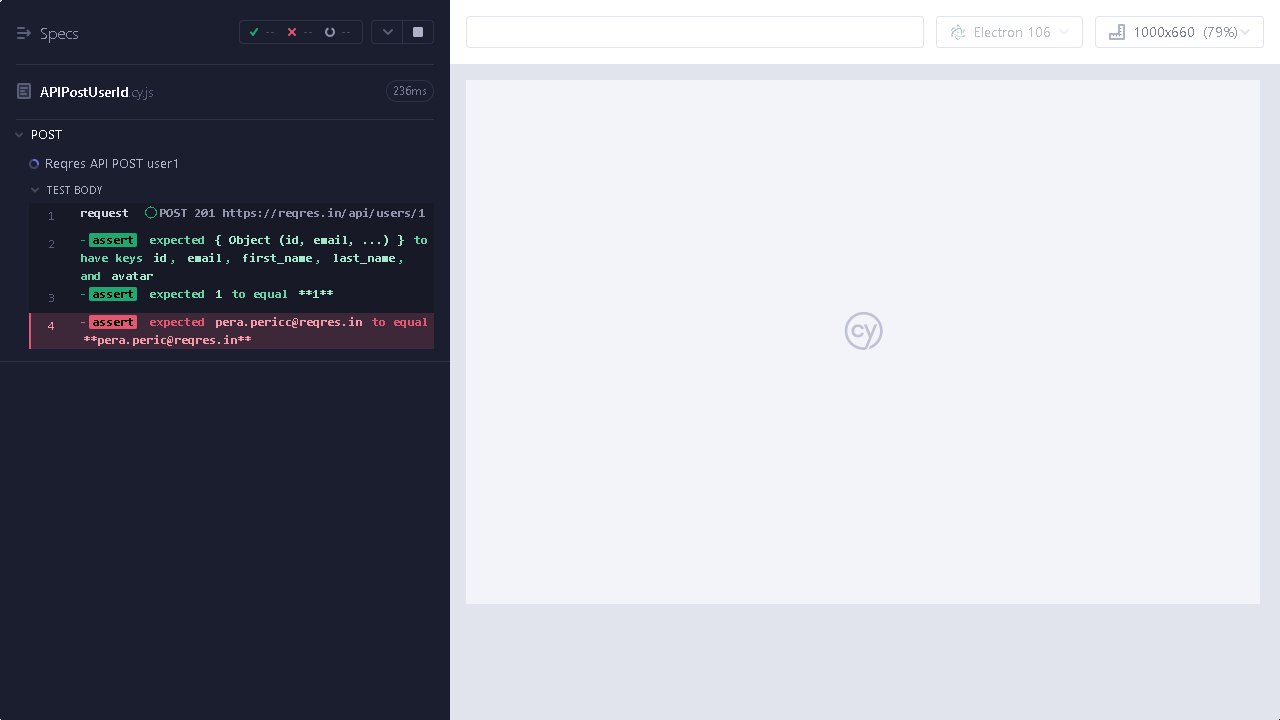 Specs
-- -- --
Electron 106
1000x660 (79%)
APIPostUserId cy.js
236ms
POST
Reqres API POST user1
TEST BODY
1 request POST 201 https://reqres.in/api/users/1
2 -assert expected { Object (id, email, ...) } to
have keys id, email, first_name, last_name,
and avatar
3 -assert expected 1 to equal **1**
4 -assert expected pera.pericc@reqres.in to equal
**pera.peric@reqres.in**
cy